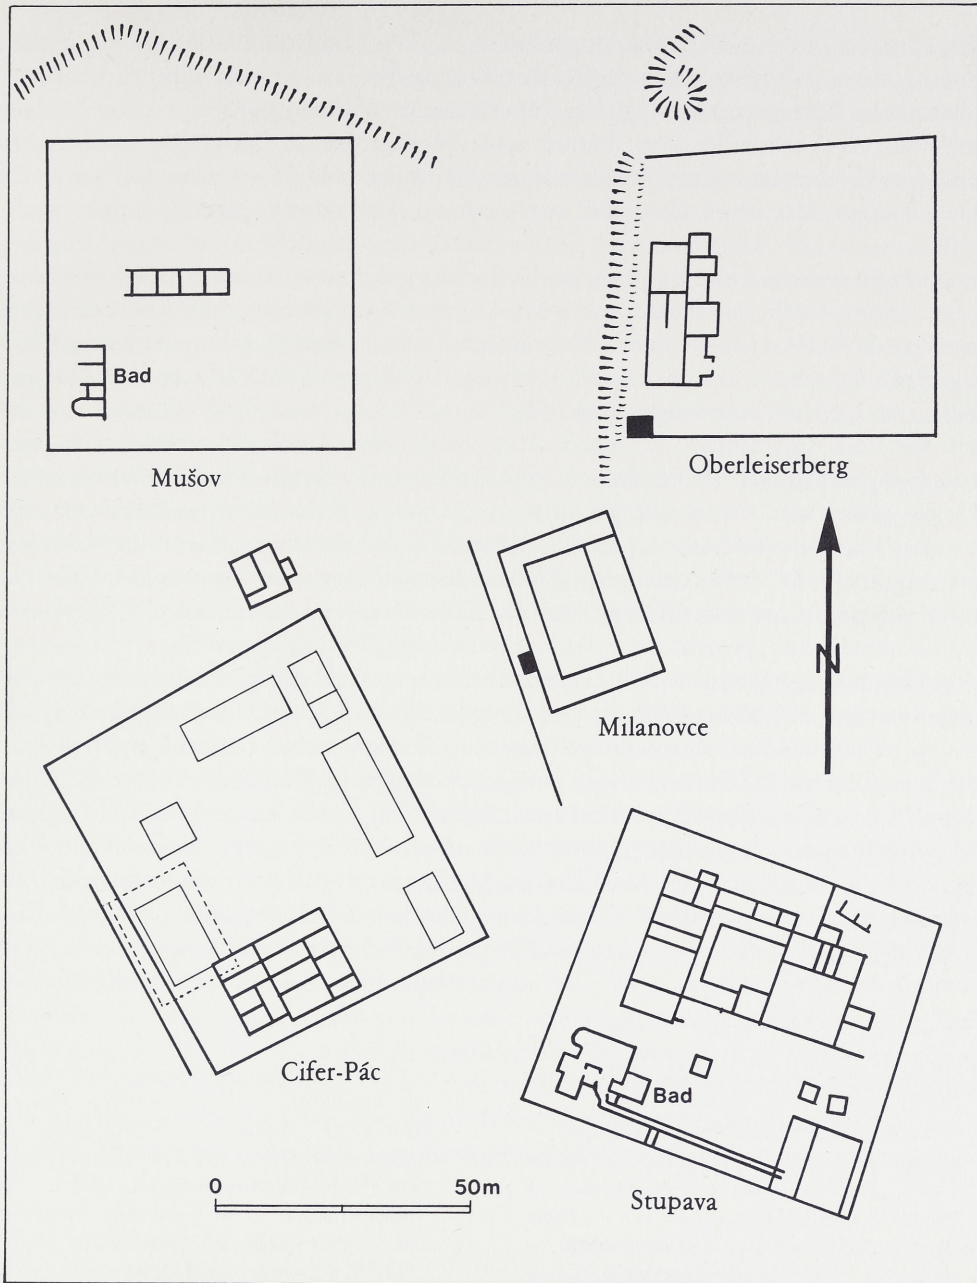 Bad
Mušov
Oberleiserberg
Milanovce
N
Cifer-Pác
Bad
Stupava
0 50m